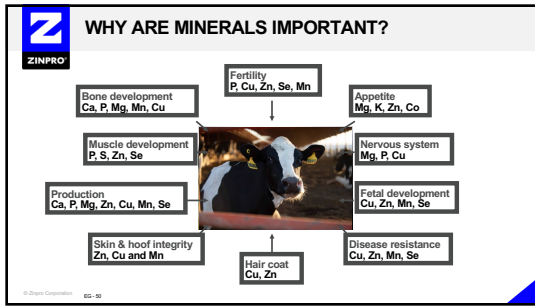 Z
ZINPRO®
WHY ARE MINERALS IMPORTANT?
Fertility
P, Cu, Zn, Se, Mn
Bone development
Ca, P, Mg, Mn, Cu
Appetite
Mg, K, Zn, Co
Muscle development
P, S, Zn, Se
Nervous system
Mg, P, Cu
Production
Ca, P, Mg, Zn, Cu, Mn, Se
Fetal development
Cu, Zn, Mn, Se
Skin & hoof integrity
Zn, Cu and Mn
Hair coat
Cu, Zn
Disease resistance
Cu, Zn, Mn, Se
© Zinpro Corporation
EG - 50